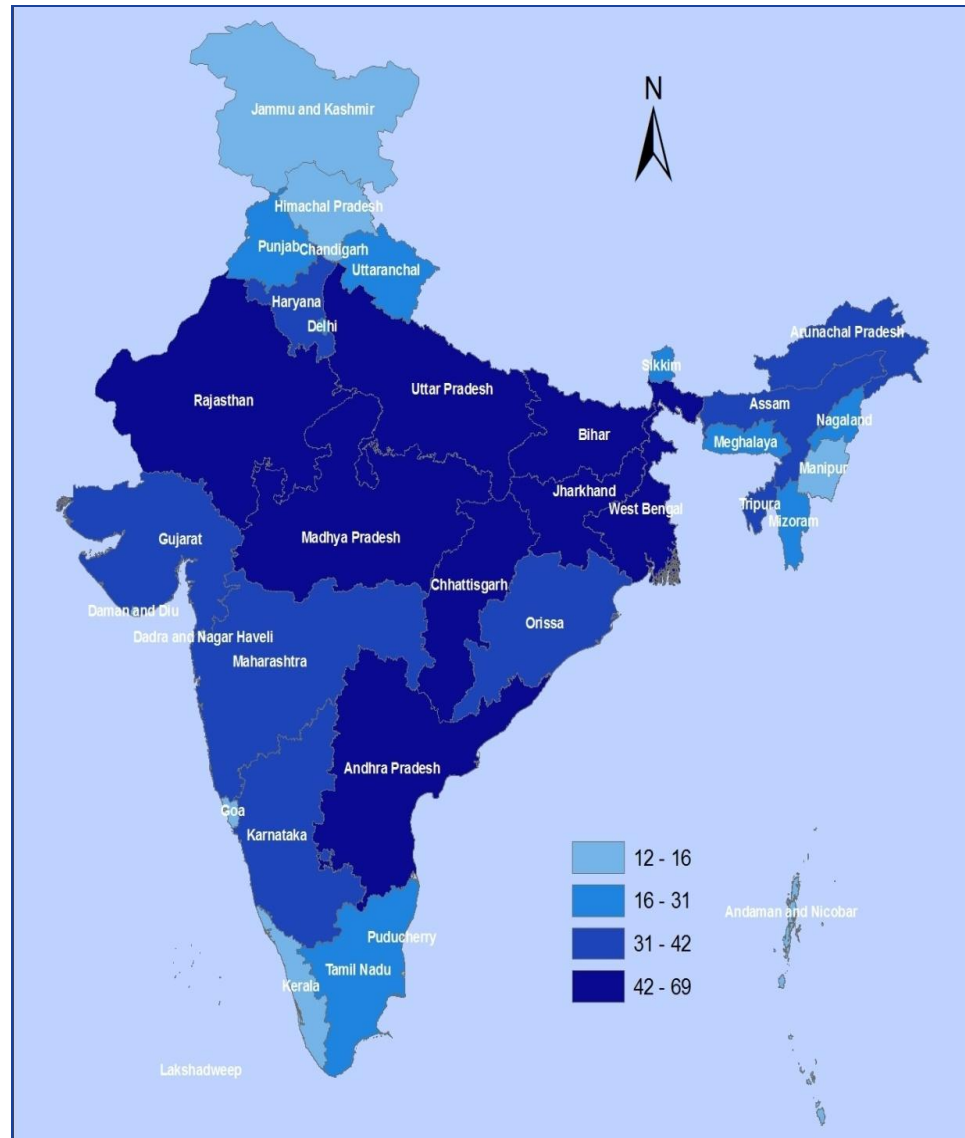 N
Jammu and Kashmir
Himachal Pradesh
Punjab
Chandigarh
Uttaranchal
Haryana
Delhi
Arunachal Pradesh
Sikkim
Uttar Pradesh
Rajasthan
Assam
Nagaland
Bihar
Meghalaya
Manipur
Jharkhand
Tripura
West Bengal
Mizoram
Madhya Pradesh
Gujarat
Chhattisgarh
Daman and Diu
Orissa
Dadra and Nagar Haveli
Maharashtra
Andhra Pradesh
Goa
Karnataka
12 - 16
16 - 31
31 - 42
42 - 69
Andaman and Nicobar
Puducherry
Tamil Nadu
Kerala
Lakshadweep